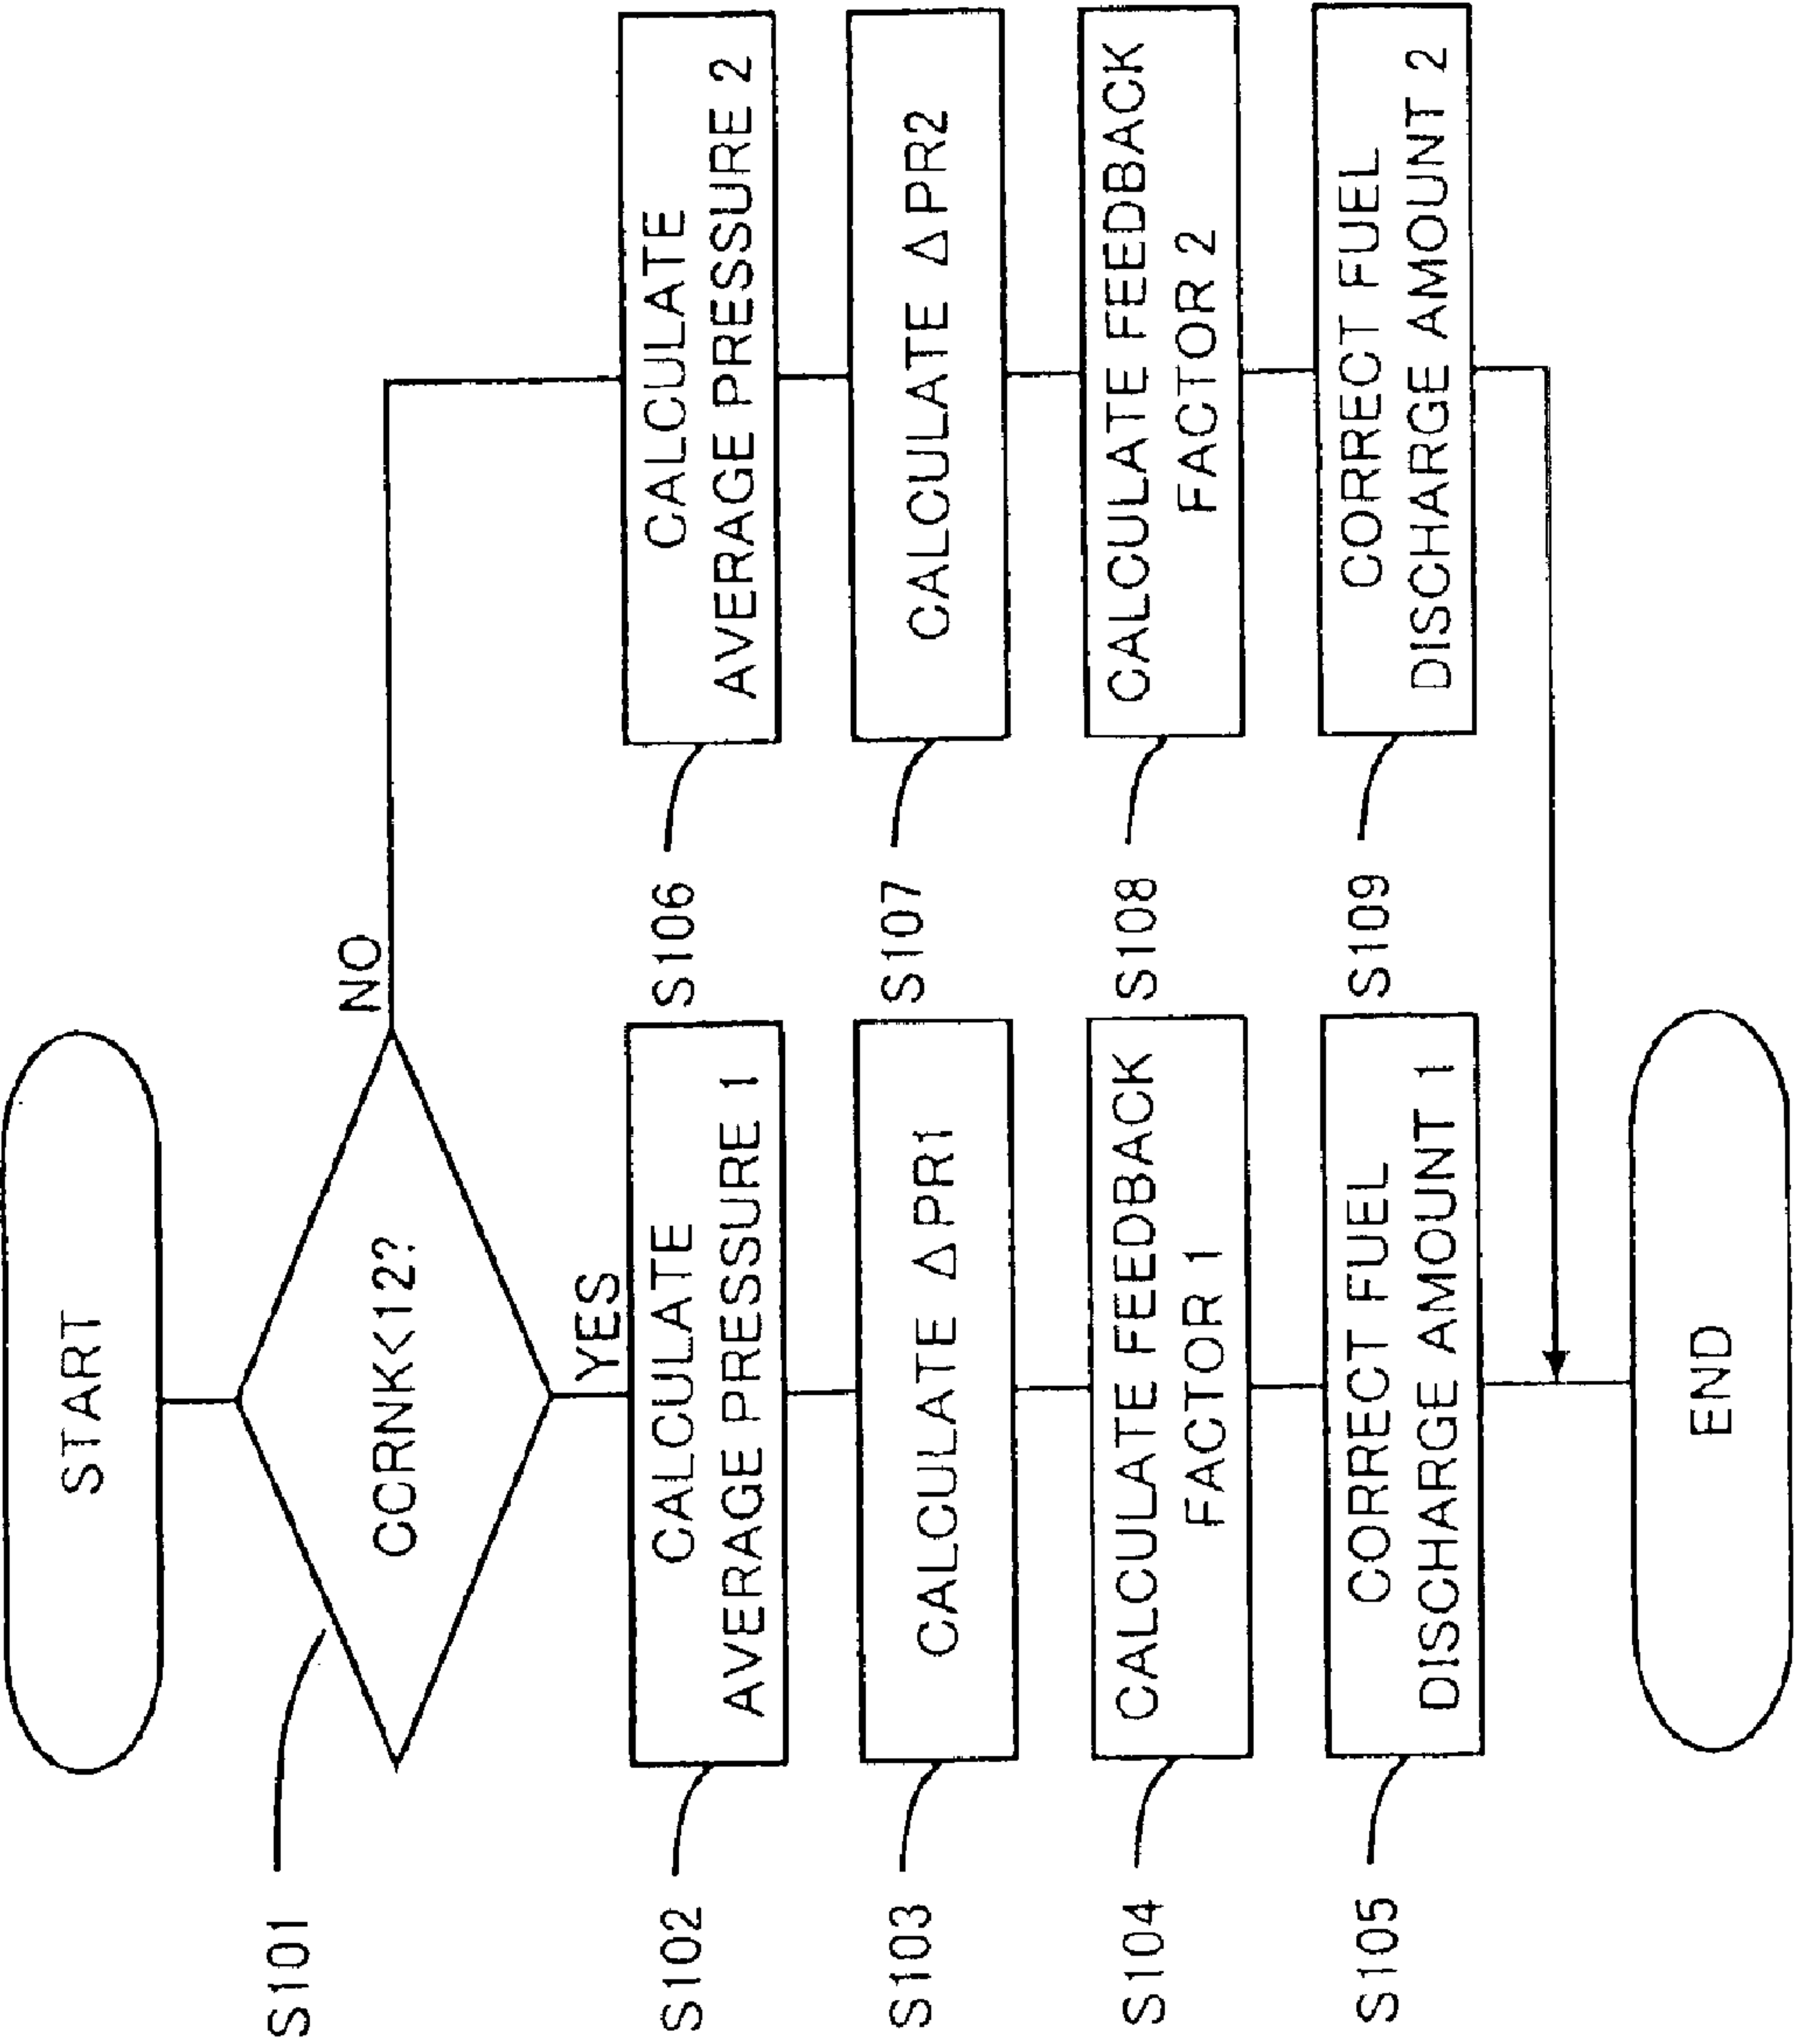 START
S101
CCRNK<12?
NO
YES
S102
CALCULATE
AVERAGE PRESSURE 1
S106
CALCULATE
AVERAGE PRESSURE 2
S103
CALCULATE △PR1
S107
CALCULATE △PR2
S104
CALCULATE FEEDBACK
FACTOR 1
S108
CALCULATE FEEDBACK
FACTOR 2
S105
CORRECT FUEL
DISCHARGE AMOUNT 1
S109
CORRECT FUEL
DISCHARGE AMOUNT 2
END